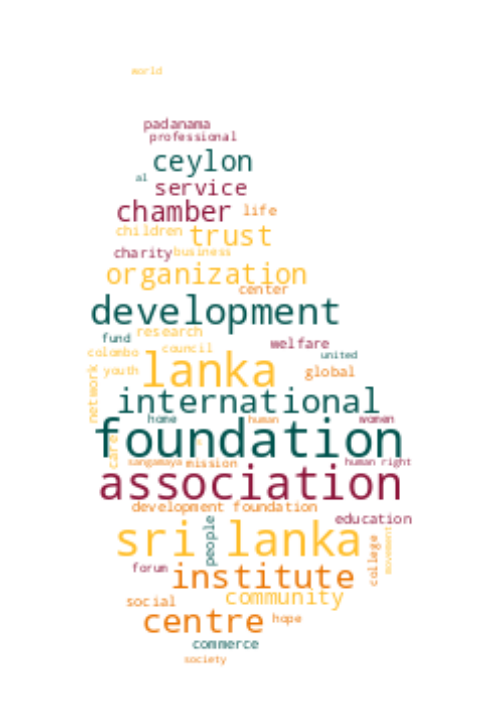 world
padanama
professional
ceylon
al
service
chamber life
children trust
charity business
organization
center
development
fund research
welfare
colombo council united
lanka
youth global
network
international
home human women
foundation
care
sangamaya mission human right
association
development foundation
education
people
sri lanka
movement
college
forum institute
social community
centre hope
commerce
society